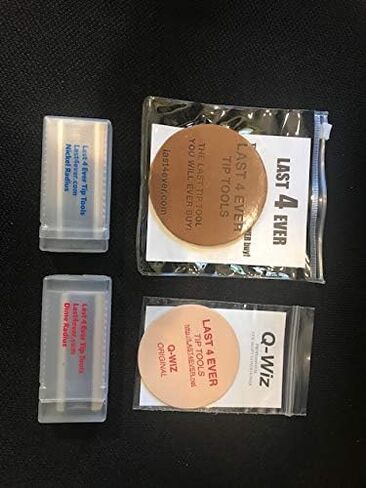 Last 4 Ever Tip Tools
Last4ever.com
Nickel Radius
LAST 4 EVER
TIP TOOLS
THE LAST TIP TOOL
YOU WILL EVER BUY!
last4ever.com
LAST
4
EVER
buy!
Last 4 Ever Tip Tools
Last4ever.com
Dime Radius
LAST 4 EVER
TIP TOOLS
Q-WIZ
ORIGINAL
Q-Wiz